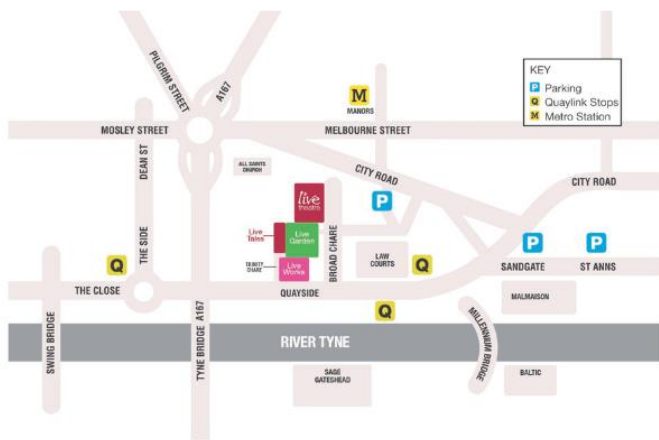 PILGRIM STREET
A167
KEY
P Parking
Q Quaylink Stops
M Metro Station
M
MANORS
MOSLEY STREET
MELBOURNE STREET
DEAN ST
ALL SAINTS
CHURCH
CITY ROAD
CITY ROAD
live
theatre
P
Live
Tales
Live
Garden
BROAD CHARE
THE SIDE
LAW
COURTS
P
P
Q
Q
TRINITY
CHARE
Live
Works
SANDGATE
ST ANNS
THE CLOSE
QUAYSIDE
MALMAISON
Q
SWING BRIDGE
TYNE BRIDGE A167
RIVER TYNE
MILLENNIUM BRIDGE
SAGE
GATESHEAD
BALTIC